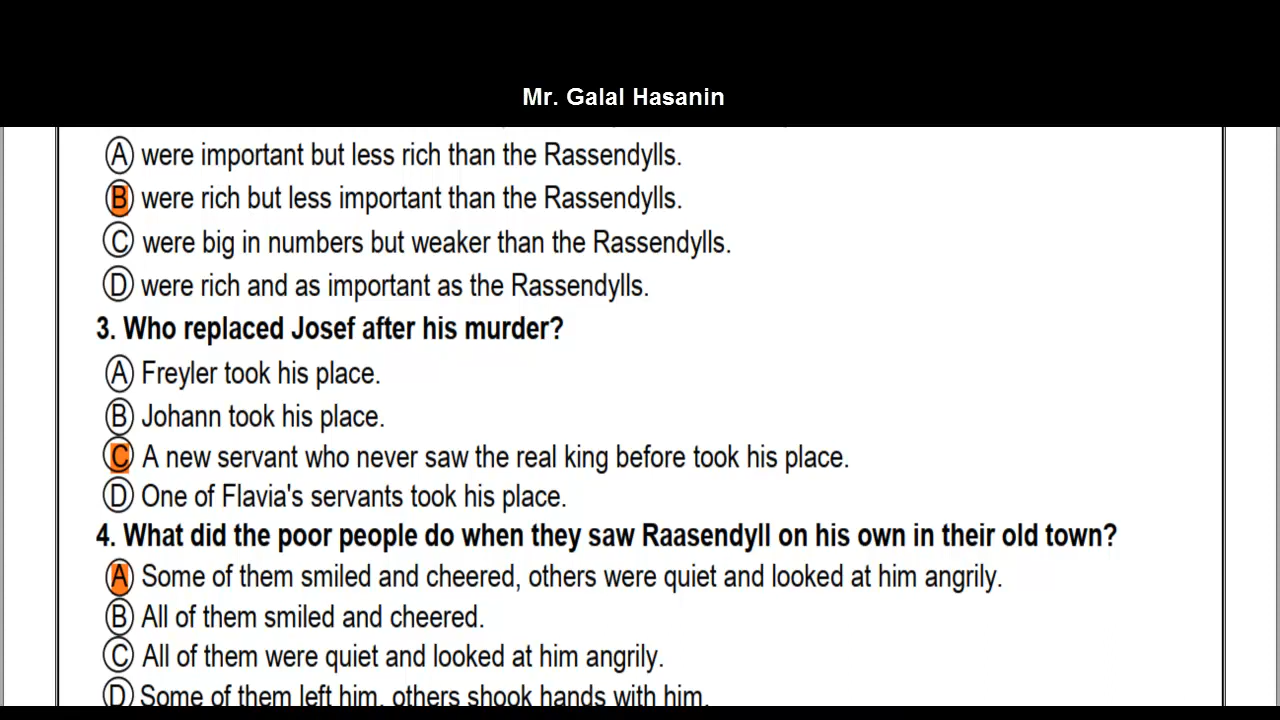 Mr. Galal Hasanin
A were important but less rich than the Rassendylls.
B were rich but less important than the Rassendylls.
C were big in numbers but weaker than the Rassendylls.
D were rich and as important as the Rassendylls.
3. Who replaced Josef after his murder?
A Freyler took his place.
B Johann took his place.
C A new servant who never saw the real king before took his place.
D One of Flavia's servants took his place.
4. What did the poor people do when they saw Raasendyll on his own in their old town?
A Some of them smiled and cheered, others were quiet and looked at him angrily.
B All of them smiled and cheered.
C All of them were quiet and looked at him angrily.
D Some of them left him, others shook hands with him.